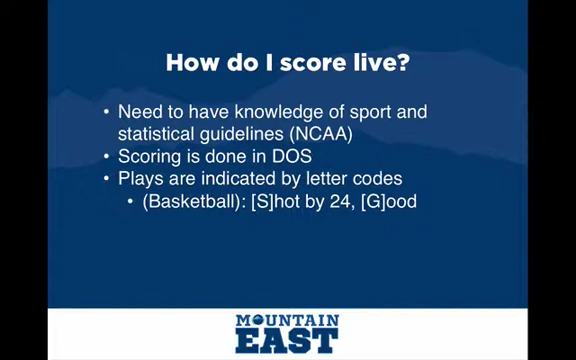 How do I score live?
• Need to have knowledge of sport and
statistical guidelines (NCAA)
• Scoring is done in DOS
• Plays are indicated by letter codes
• (Basketball): [S]hot by 24, [G]ood
MOUNTAIN
EAST